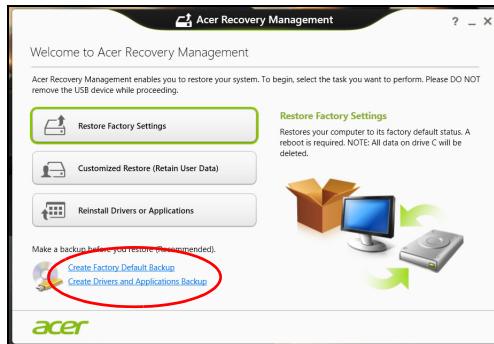 Acer Recovery Management
? _ X
Welcome to Acer Recovery Management
Acer Recovery Management enables you to restore your system. To begin, select the task you want to perform. Please DO NOT
remove the USB device while proceeding.
Restore Factory Settings
Customized Restore (Retain User Data)
Reinstall Drivers or Applications
Restore Factory Settings
Restores your computer to its factory default status. A
reboot is required. NOTE: All data on drive C will be
deleted.
Make a backup before you restore (Recommended).
Create Factory Default Backup
Create Drivers and Applications Backup
acer